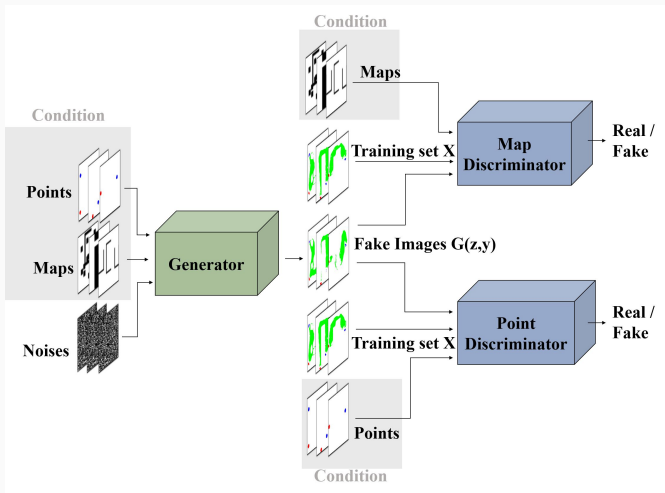 Condition
Maps
Condition
Points
Maps
Noises
Generator
Training set X
Fake Images G(z,y)
Training set X
Points
Condition
Map
Discriminator
Real /
Fake
Point
Discriminator
Real /
Fake